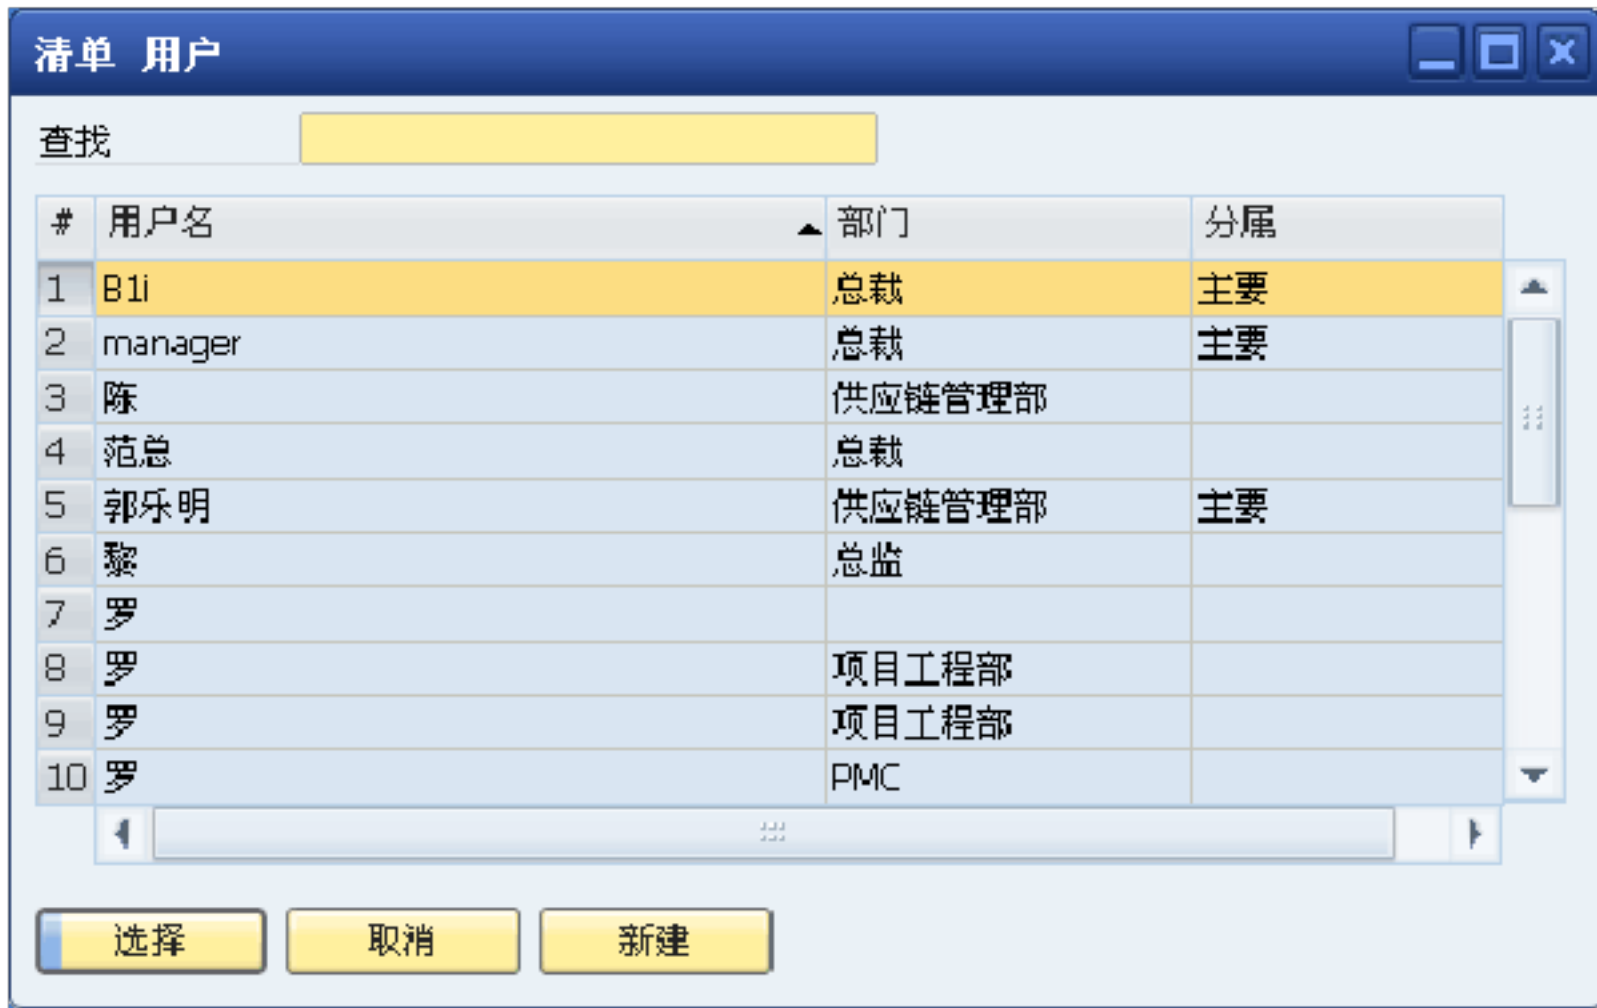 清单 用户
查找
# 用户名 部门 分属
1 B1i 总裁 主要
2 manager 总裁 主要
3 陈 供应链管理部
4 范总 总裁
5 郭乐明 供应链管理部 主要
6 黎 总监
7 罗
8 罗 项目工程部
9 罗 项目工程部
10 罗 PMC
选择 取消 新建